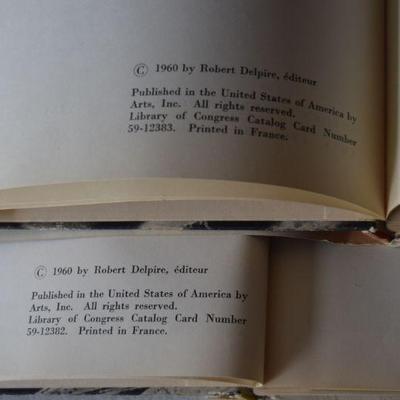 © 1960 by Robert Delpire, éditeur
Published in the United States of America by
Arts, Inc. All rights reserved.
Library of Congress Catalog Card Number
59-12383. Printed in France.
© 1960 by Robert Delpire, éditeur
Published in the United States of America by
Arts, Inc. All rights reserved.
Library of Congress Catalog Card Number
59-12382. Printed in France.